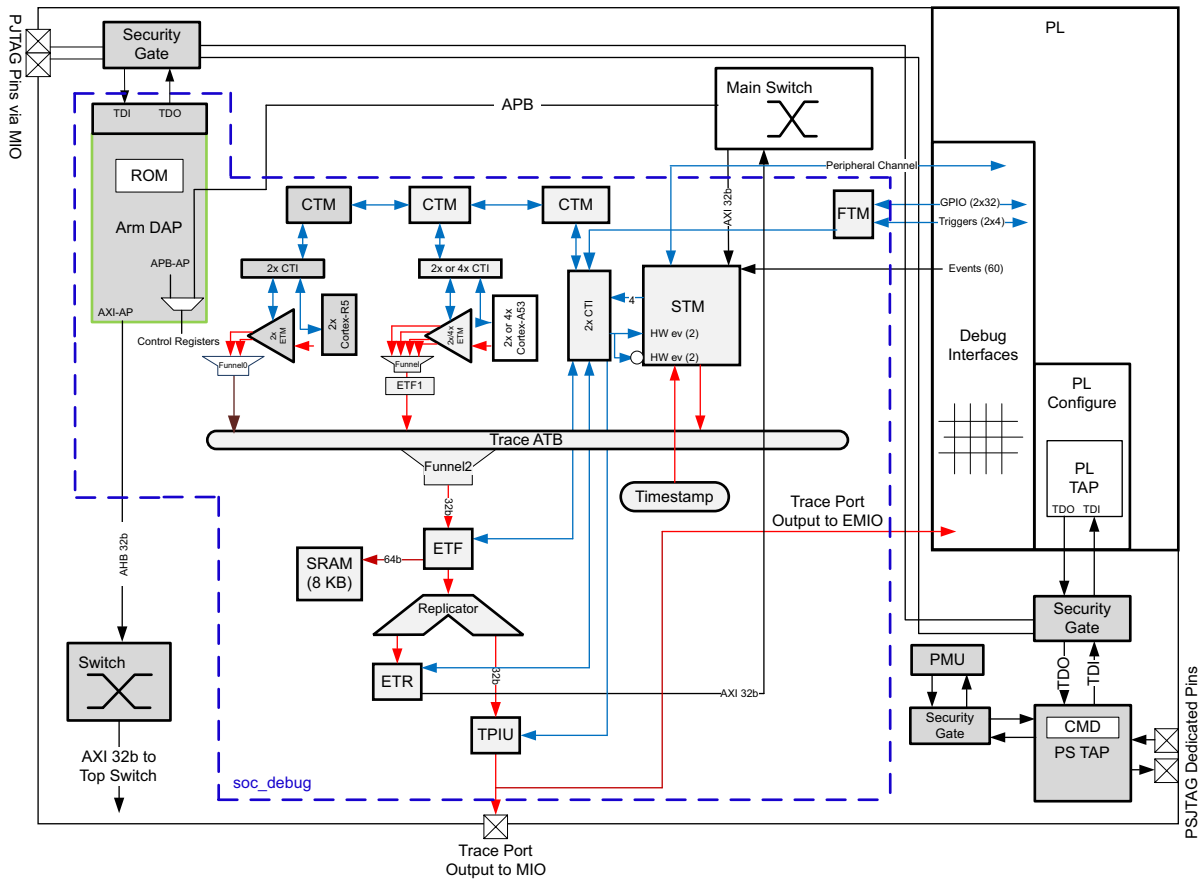 PJTAG Pins via MIO
Security
Gate
TDI
TDO
ROM
Arm DAP
APB-AP
AXI-AP
Control Registers
APB
Main Switch
PL
Peripheral Channel
AXI 32b
GPIO (2x32)
Triggers (2x4)
Events (60)
FTM
CTM
CTM
CTM
2x CTI
2x or 4x CTI
2x CTI
2x
ETM
2x
Cortex-R5
2x/4x
ETM
2x or 4x
Cortex-A53
4
STM
HW ev (2)
HW ev (2)
Funnel0
Funnel
ETF1
Debug
Interfaces
PL
Configure
PL
TAP
TDO
TDI
Trace ATB
Funnel2
32b
Timestamp
Trace Port
Output to EMIO
AHB 32b
ETF
64b
SRAM
(8 KB)
Replicator
ETR
32b
AXI 32b
TPIU
soc_debug
Switch
AXI 32b to
Top Switch
Trace Port
Output to MIO
Security
Gate
TDO
TDI
PMU
Security
Gate
CMD
PS TAP
PSJTAG Dedicated Pins